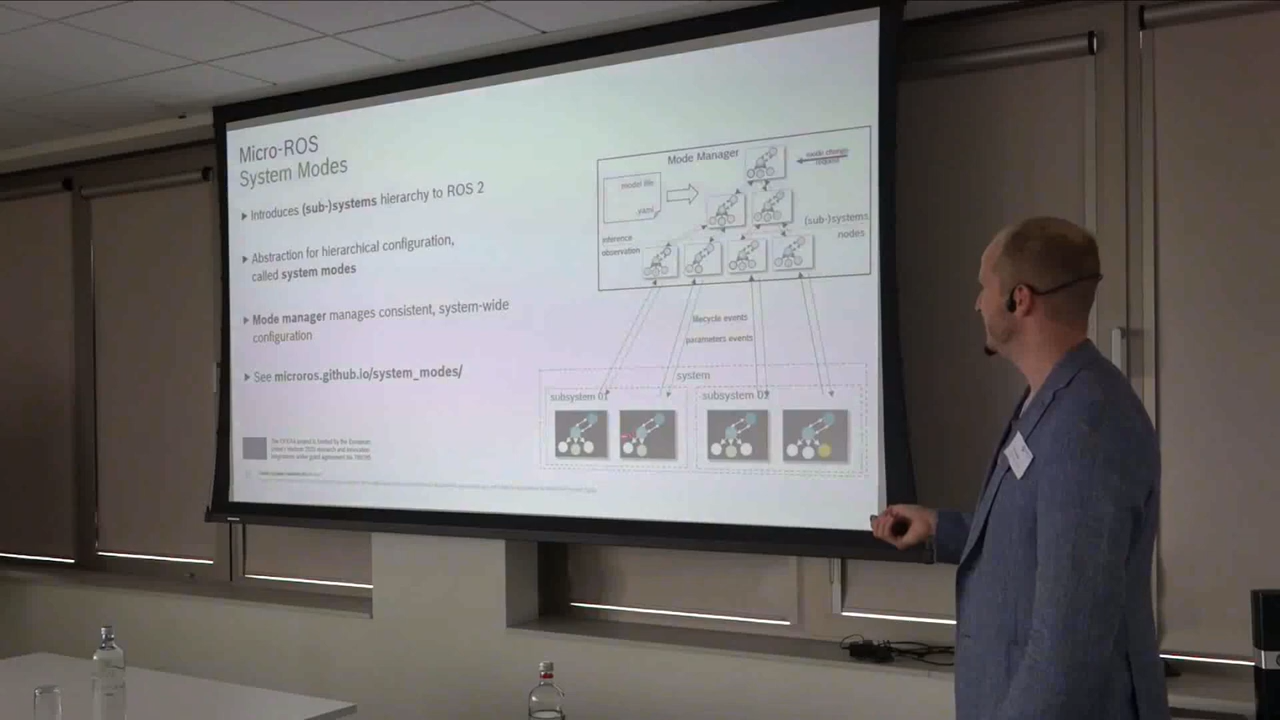 Micro-ROS
System Modes
Introduces (sub-)systems hierarchy to ROS 2
Abstraction for hierarchical configuration,
called system modes
Mode manager manages consistent, system-wide
configuration
See microros.github.io/system_modes/
Mode Manager
mode change
request
model file
yaml
inference
observation
(sub-)systems
nodes
lifecycle events
parameters events
system
subsystem 01
subsystem 02